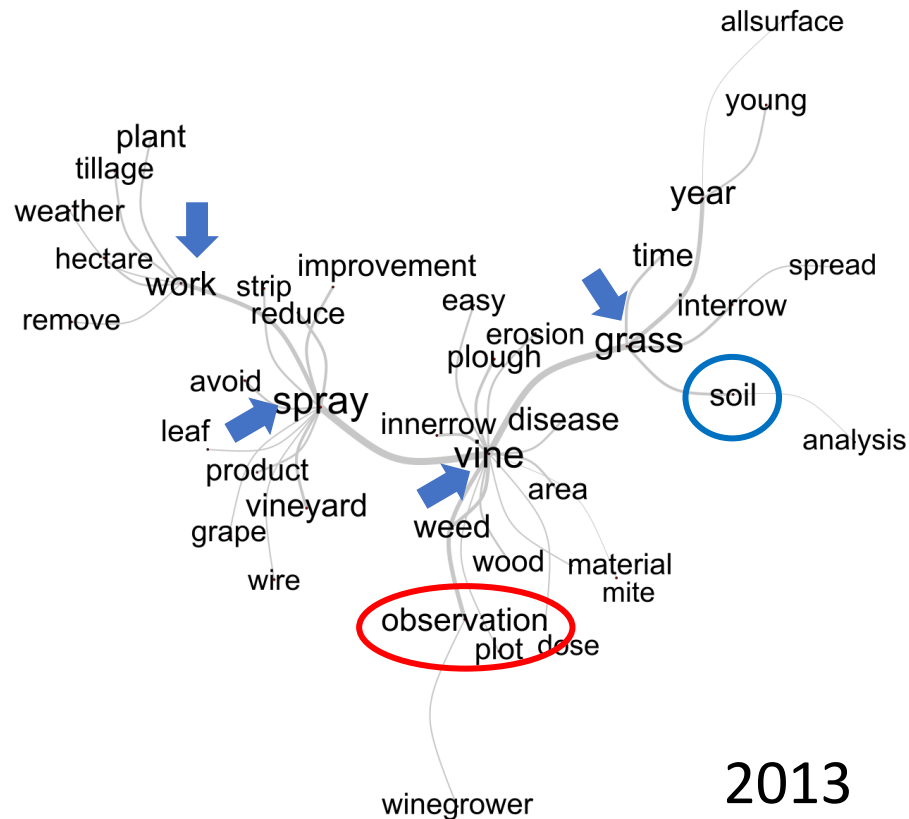 allsurface
young
plant
tillage
year
weather
time
hectare
improvement
spread
work
strip
easy
interrow
reduce
remove
erosion
grass
plough
avoid
spray
soil
innerrow
disease
leaf
analysis
vine
product
area
vineyard
weed
grape
wood
material
wire
mite
observation
plot
dose
2013
winegrower